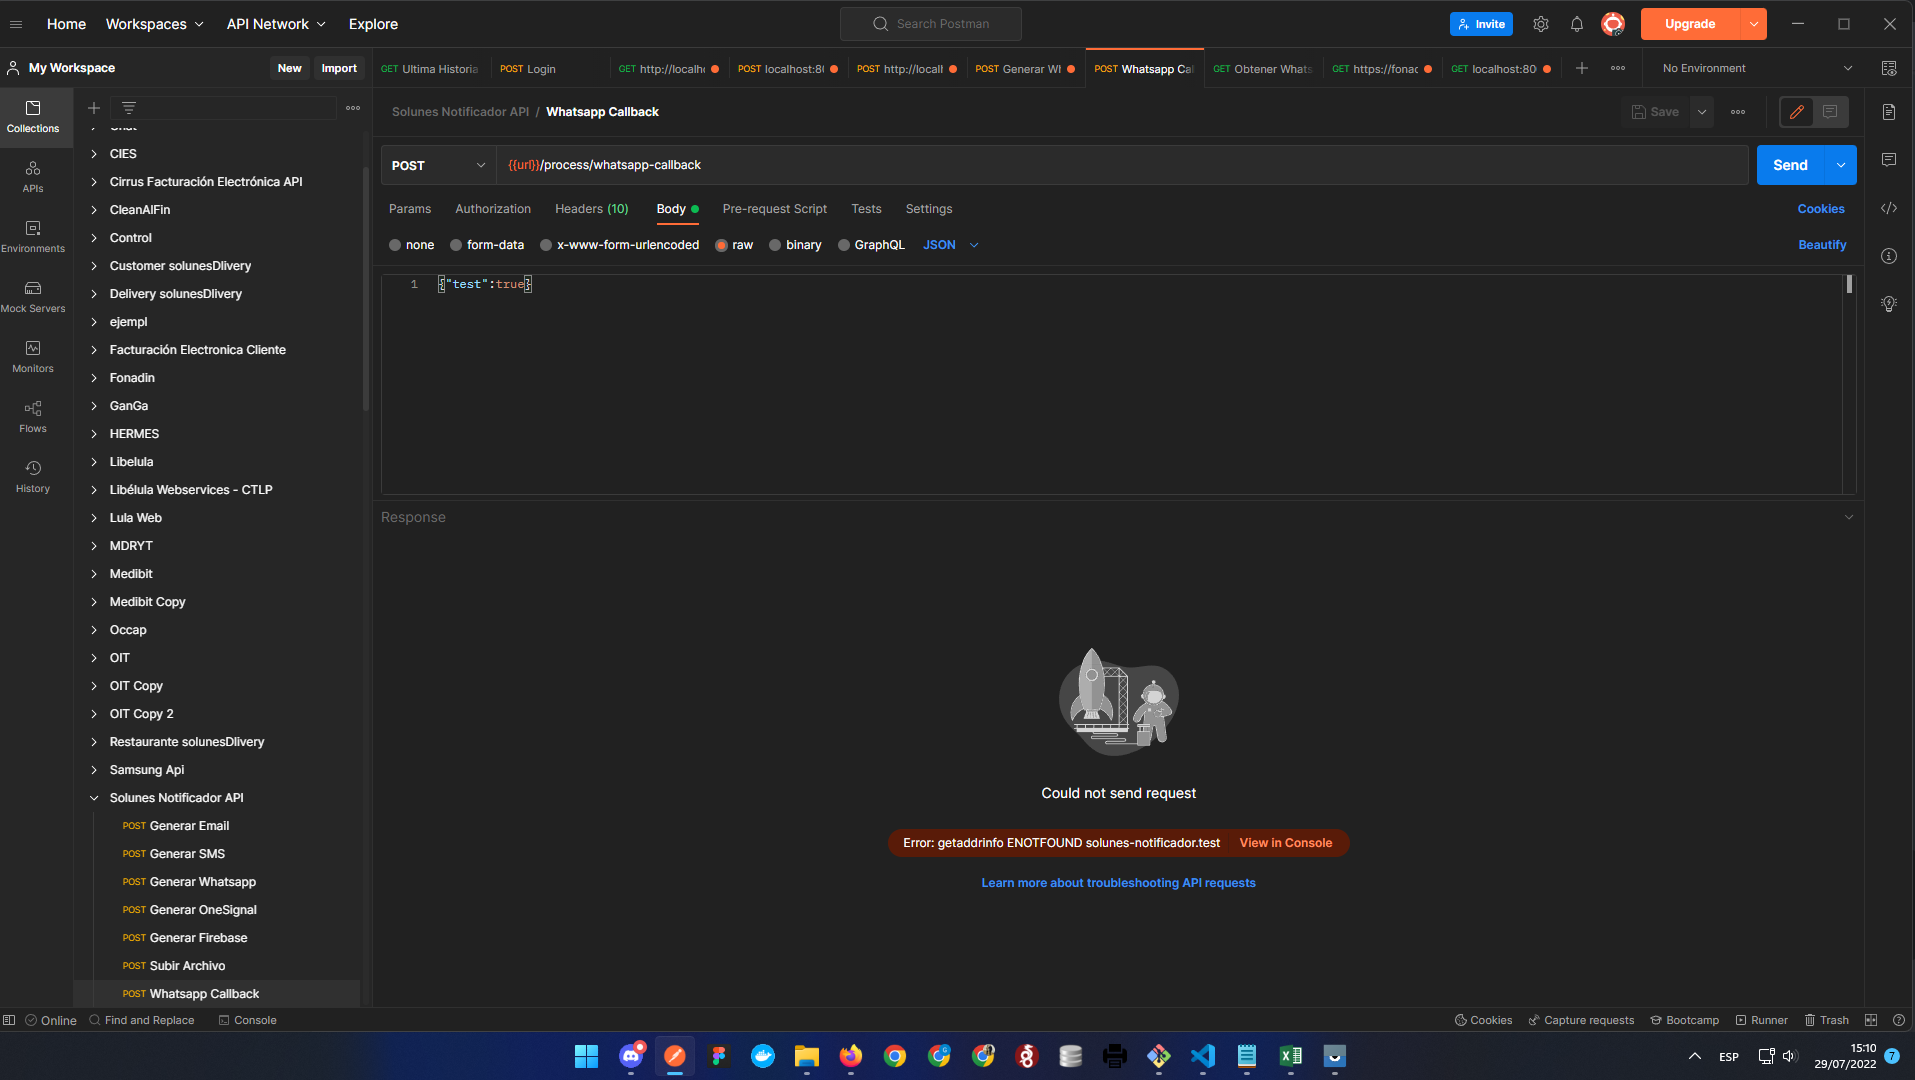 Home Workspaces API Network Explore Search Postman Invite Upgrade
My Workspace New Import GET Ultima Historia POST Login GET http://localh POST localhost:8 POST http://local POST Generar Wh POST Whatsapp Cal GET Obtener Whats GET https://fonac GET localhost:80 No Environment
Collections
APIs
Environments
Mock Servers
Monitors
Flows
History
Chat
CIES
Cirrus Facturación Electrónica API
CleanAlFin
Control
Customer solunesDlivery
Delivery solunesDlivery
ejempl
Facturación Electronica Cliente
Fonadin
GanGa
HERMES
Libelula
Libélula Webservices - CTLP
Lula Web
MDRYT
Medibit
Medibit Copy
Occap
OIT
OIT Copy
OIT Copy 2
Restaurante solunesDlivery
Samsung Api
Solunes Notificador API
POST Generar Email
POST Generar SMS
POST Generar Whatsapp
POST Generar OneSignal
POST Generar Firebase
POST Subir Archivo
POST Whatsapp Callback
Solunes Notificador API / Whatsapp Callback Save
POST {{url}}/process/whatsapp-callback Send
Params Authorization Headers (10) Body Pre-request Script Tests Settings Cookies
none form-data x-www-form-urlencoded raw binary GraphQL JSON Beautify
1 {"test":true}
Response
Could not send request
Error: getaddrinfo ENOTFOUND solunes-notificador.test View in Console
Learn more about troubleshooting API requests
Online Find and Replace Console Cookies Capture requests Bootcamp Runner Trash
ESP 15:10
29/07/2022 7